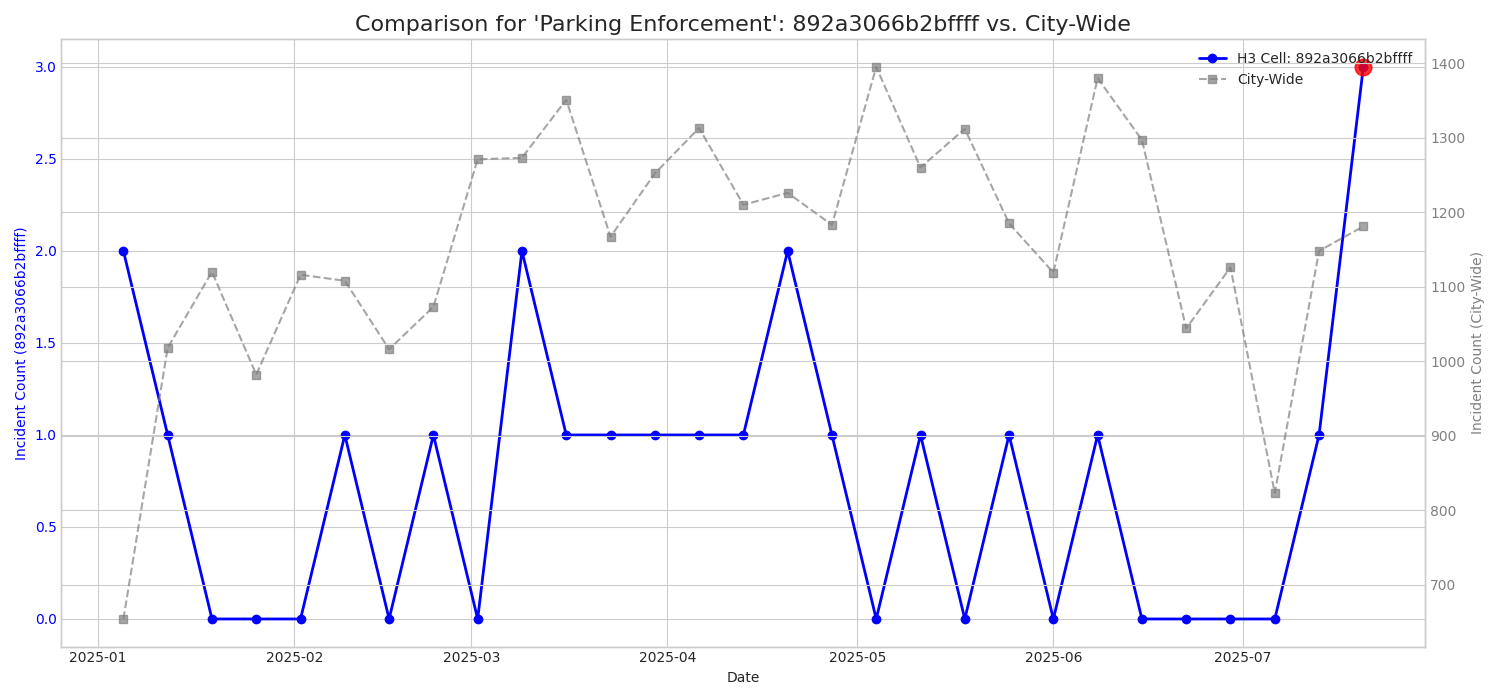 Comparison for 'Parking Enforcement': 892a3066b2bffff vs. City-Wide
H3 Cell: 892a3066b2bffff
City-Wide
Incident Count (892a3066b2bffff)
3.0
2.5
2.0
1.5
1.0
0.5
0.0
1400
1300
1200
1100
1000
900
800
700
Incident Count (City-Wide)
2025-01 2025-02 2025-03 2025-04 2025-05 2025-06 2025-07
Date